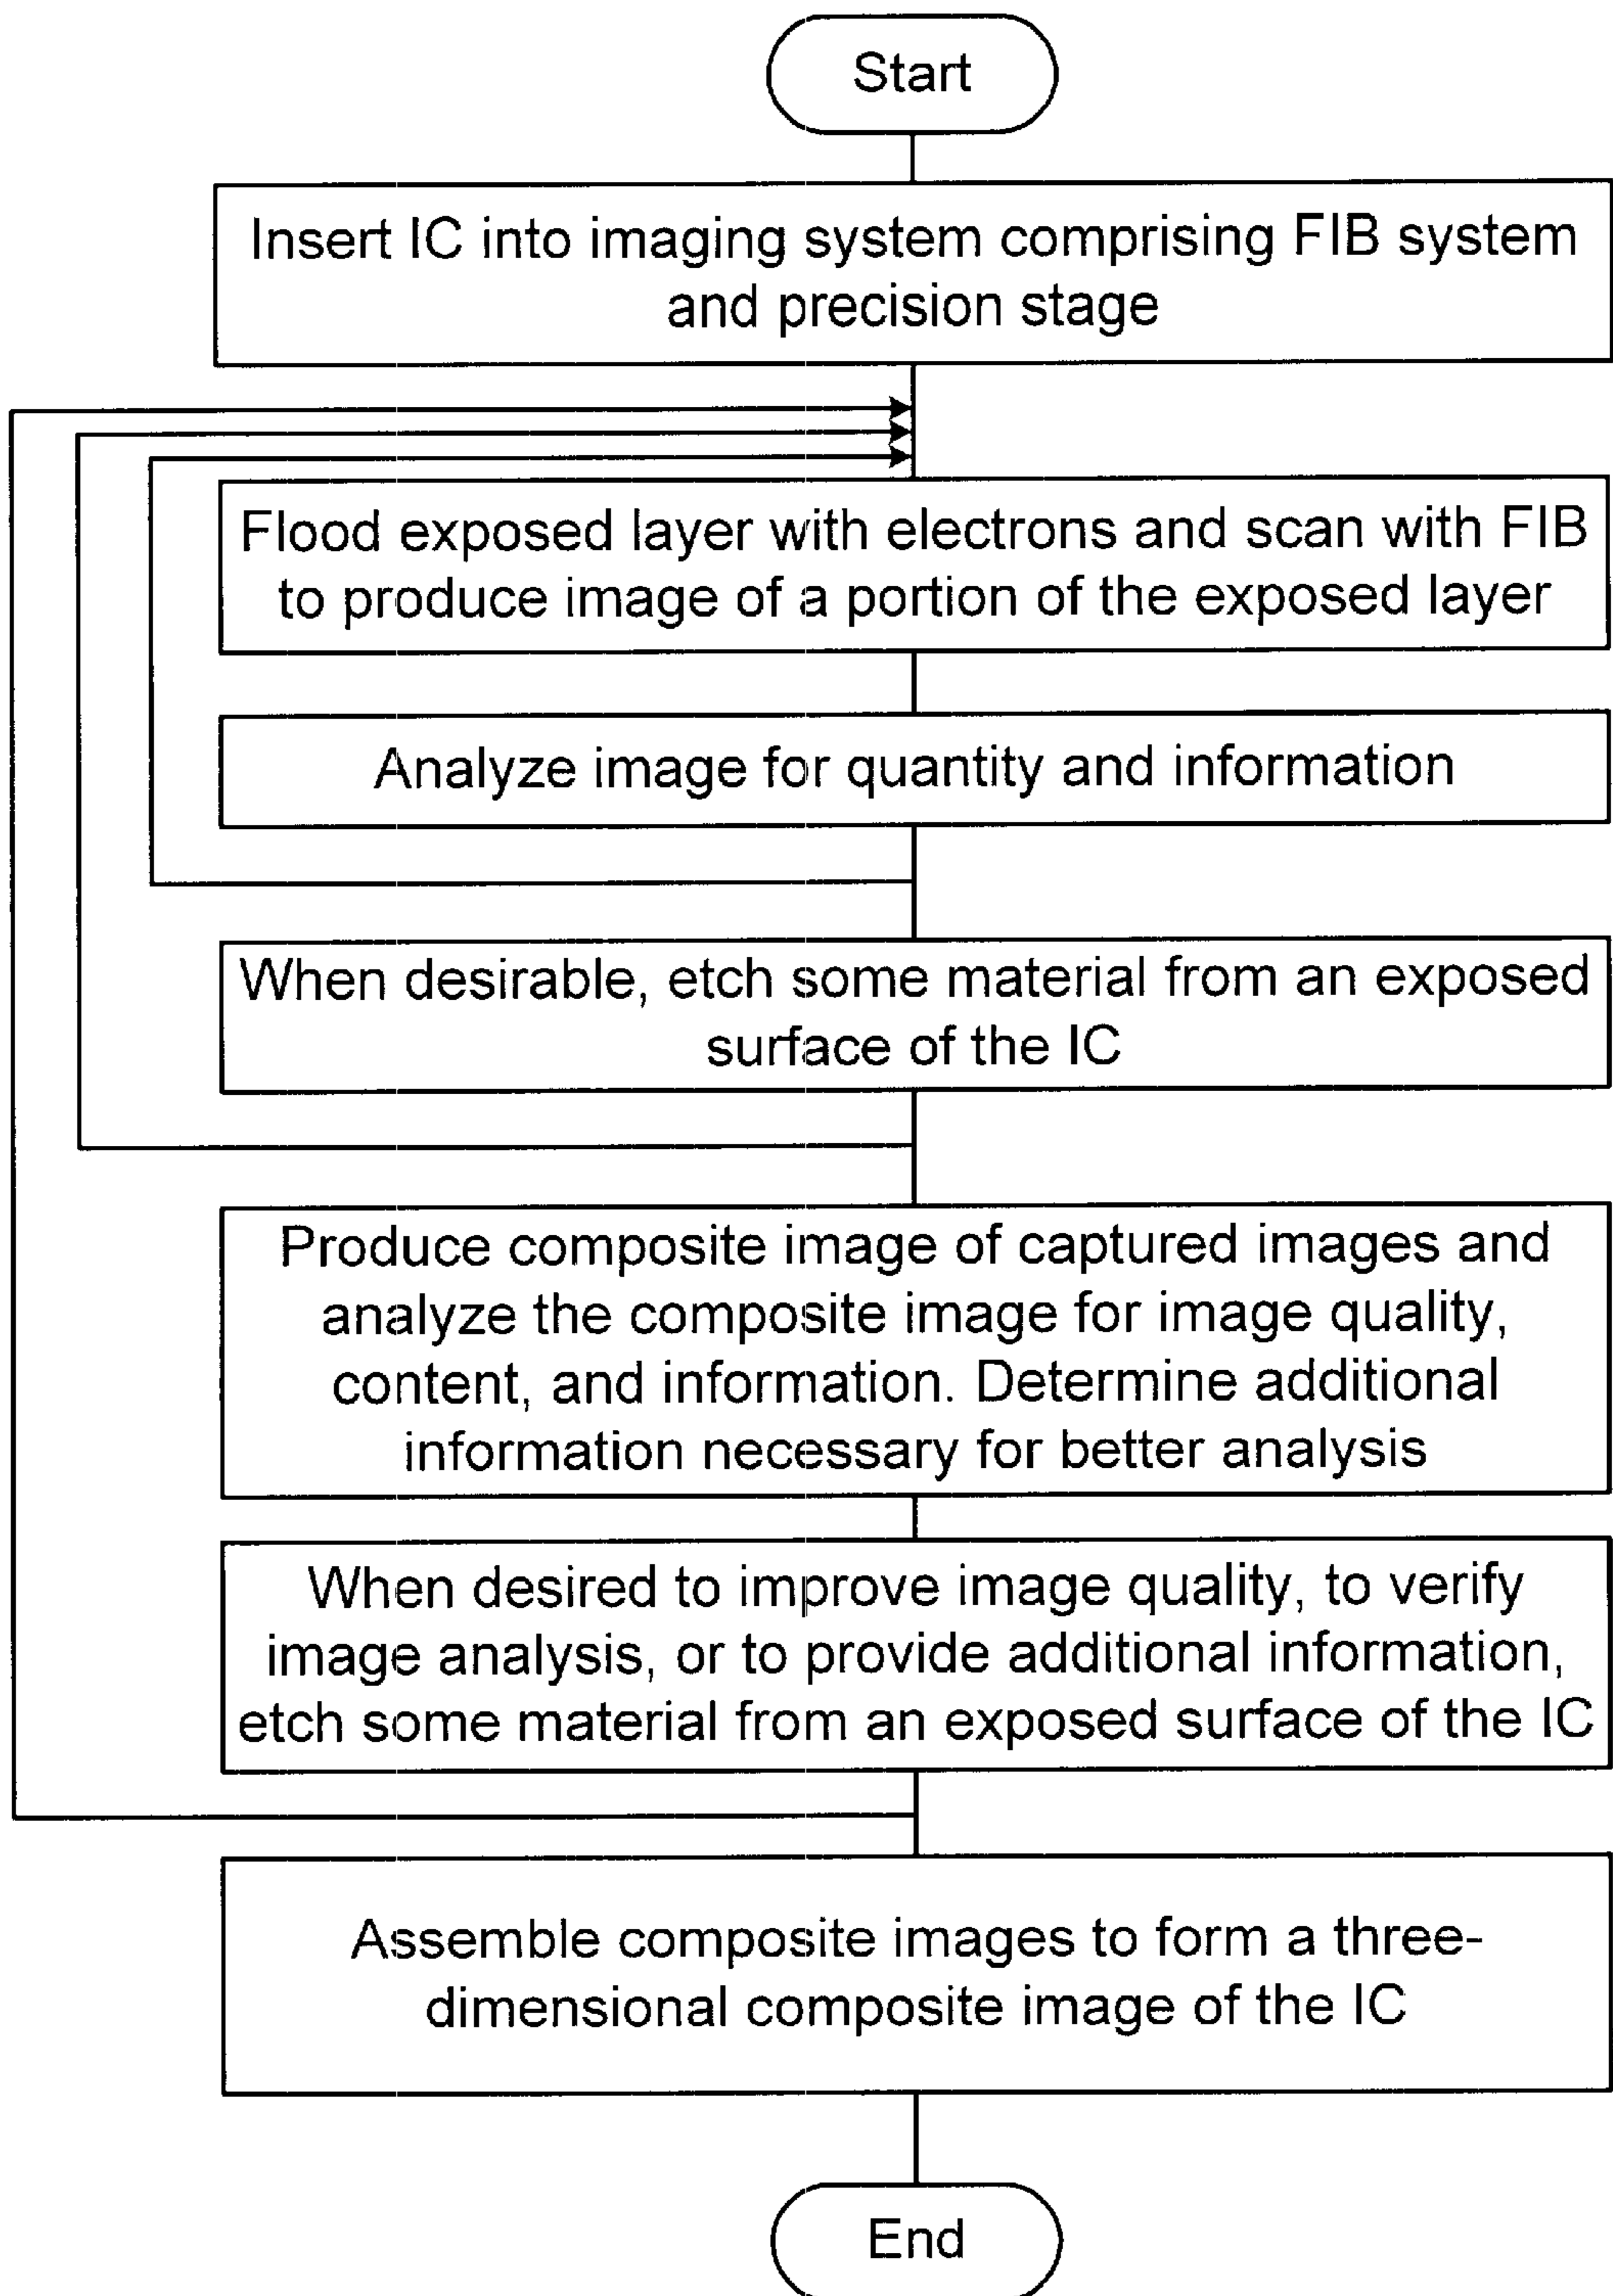 Start
Insert IC into imaging system comprising FIB system
and precision stage
Flood exposed layer with electrons and scan with FIB
to produce image of a portion of the exposed layer
Analyze image for quantity and information
When desirable, etch some material from an exposed
surface of the IC
Produce composite image of captured images and
analyze the composite image for image quality,
content, and information. Determine additional
information necessary for better analysis
When desired to improve image quality, to verify
image analysis, or to provide additional information,
etch some material from an exposed surface of the IC
Assemble composite images to form a three-
dimensional composite image of the IC
End